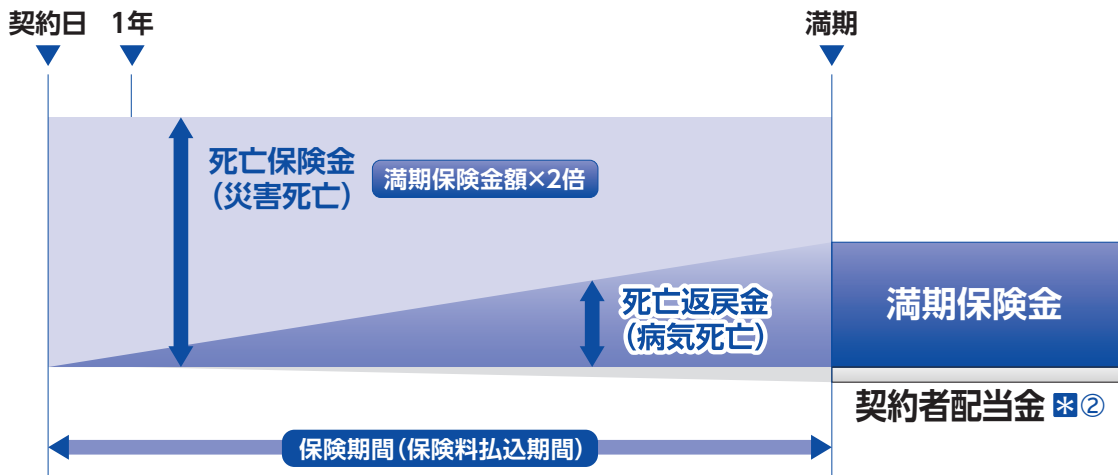 契約日 1年 満期
死亡保険金
(災害死亡)
満期保険金額×2倍
死亡返戻金
(病気死亡)
満期保険金
契約者配当金 *②
保険期間(保険料払込期間)